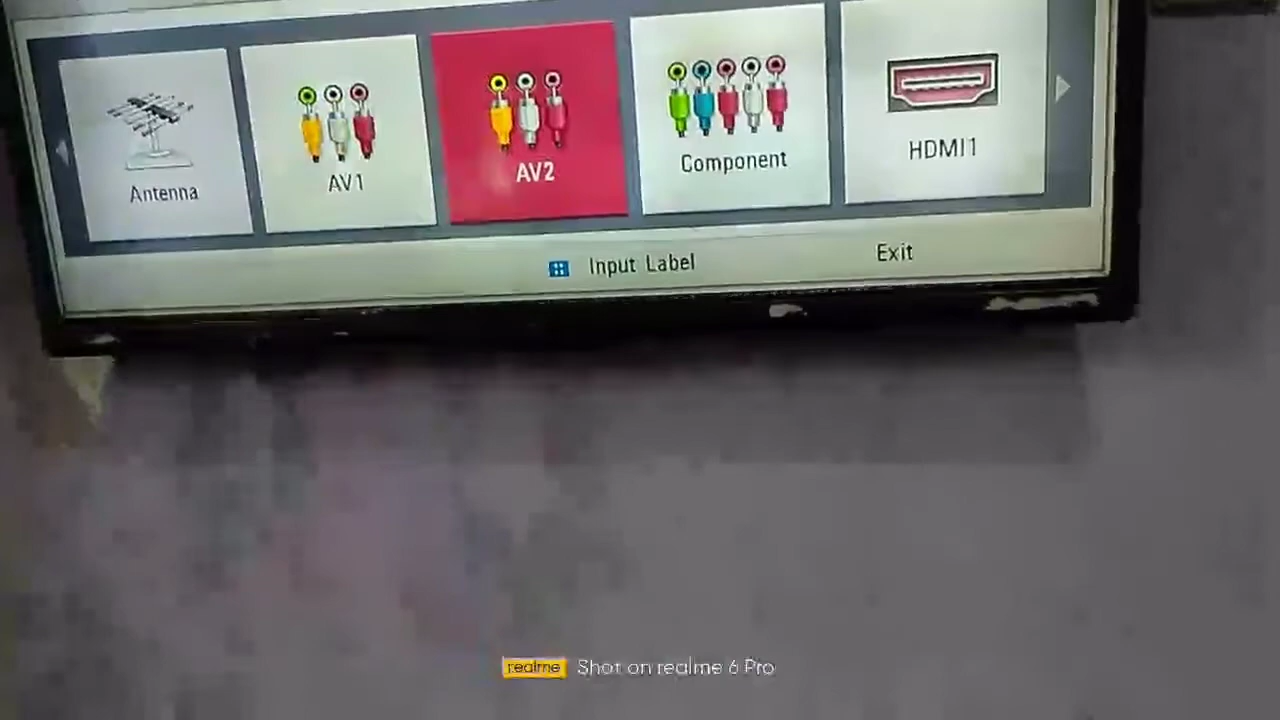 Antenna
AV1
AV2
Component
HDMI1
Input Label
Exit
realme Shot on realme 6 Pro